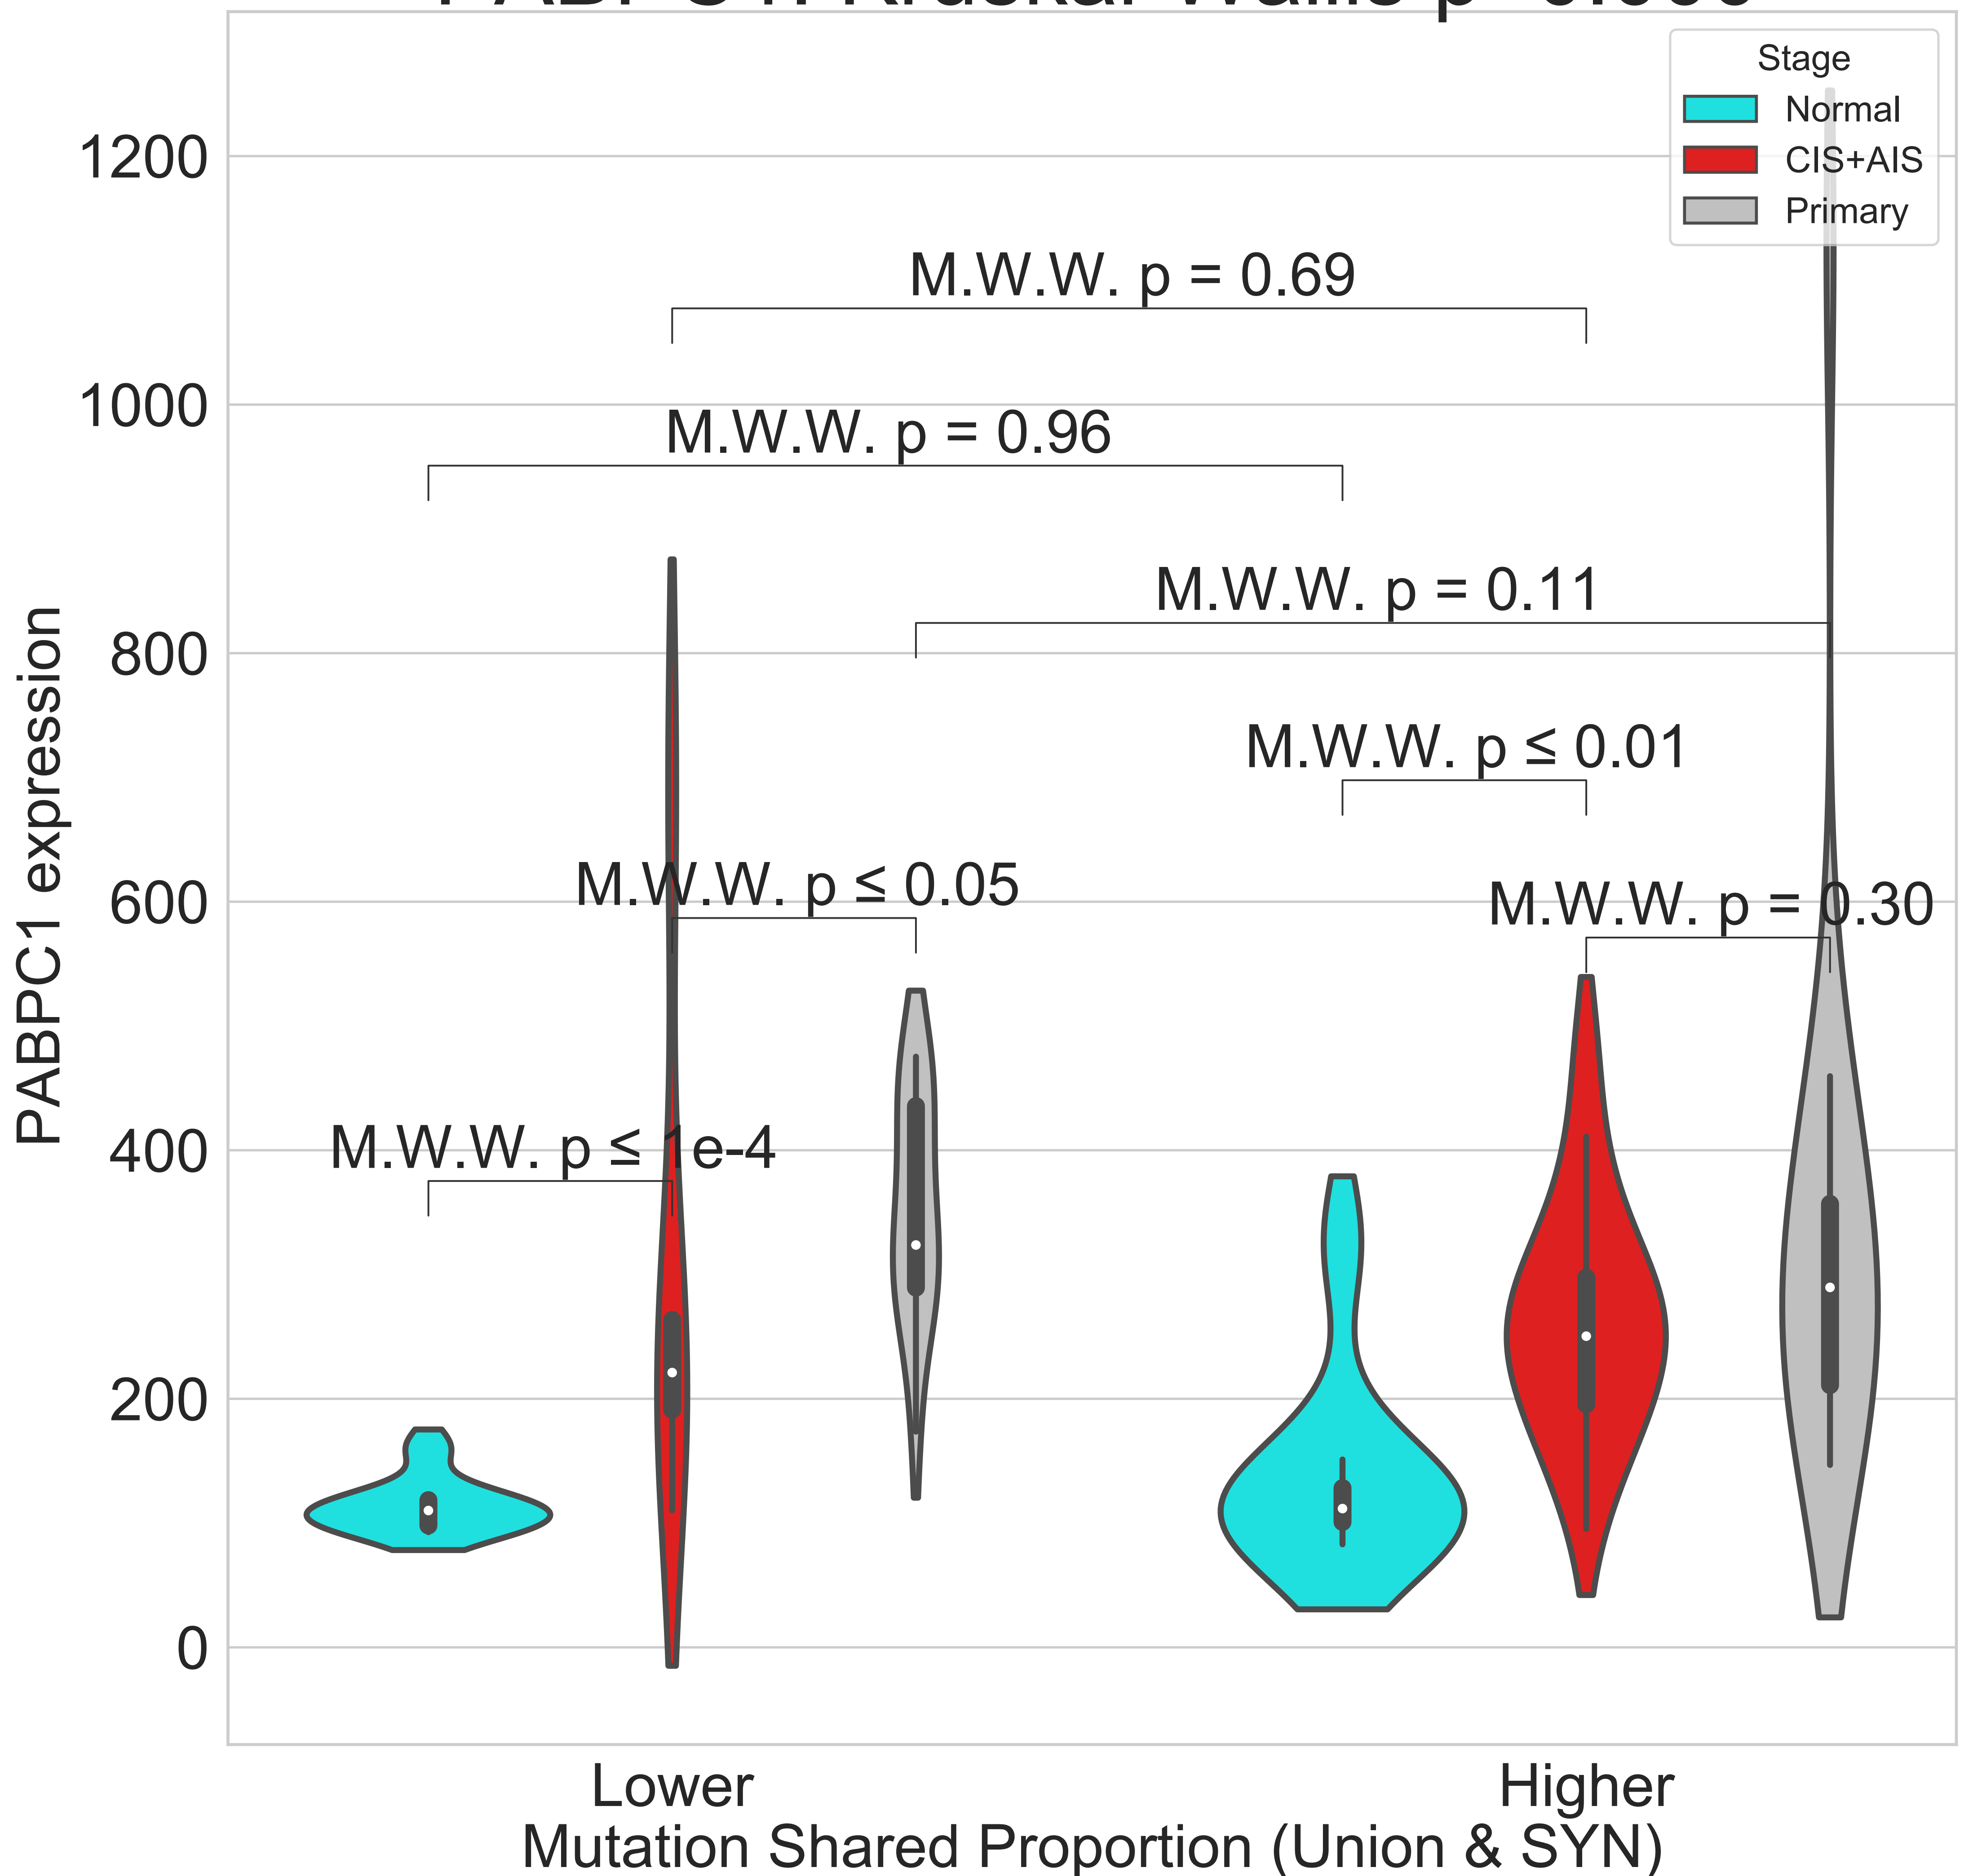 Stage
Normal
CIS+AIS
Primary
1200
1000
800
600
400
200
0
PABPC1 expression
M.W.W. p = 0.69
M.W.W. p = 0.96
M.W.W. p = 0.11
M.W.W. p ≤ 0.01
M.W.W. p ≤ 0.05
M.W.W. p = 0.30
M.W.W. p ≤ 1e-4
Lower
Higher
Mutation Shared Proportion (Union & SYN)